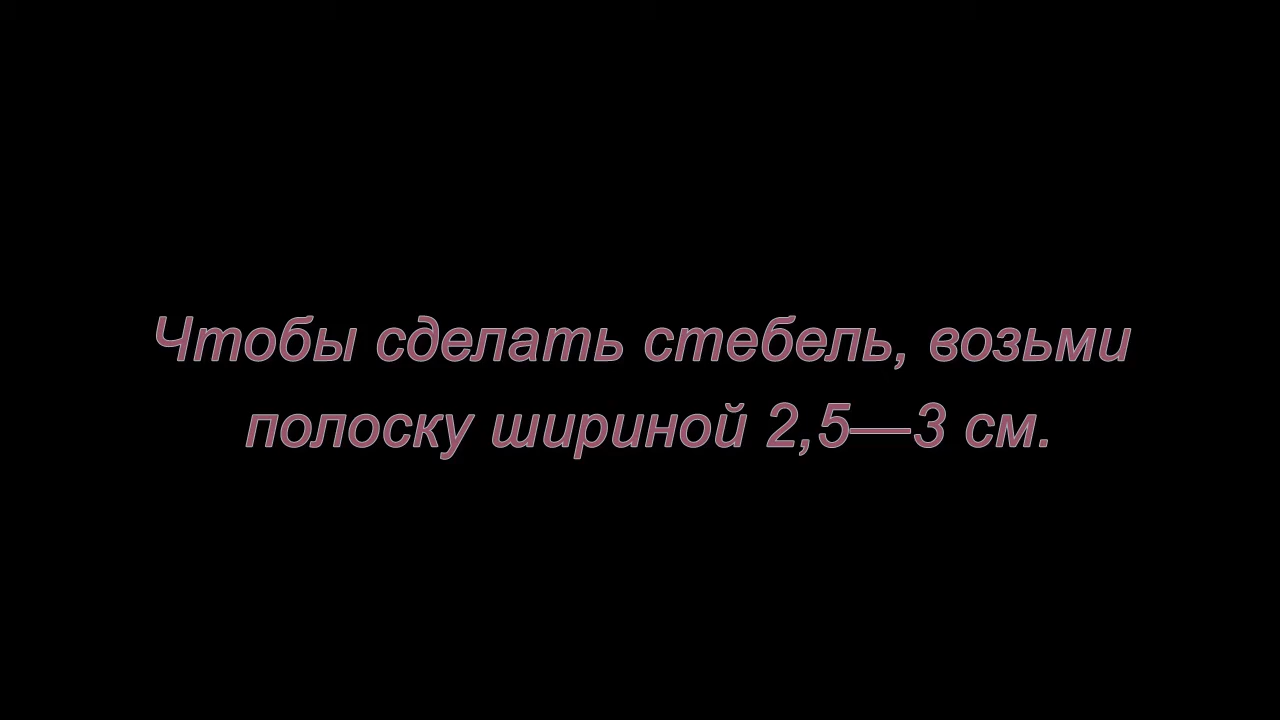 Чтобы сделать стебель, возьми
полоску шириной 2,5—3 см.